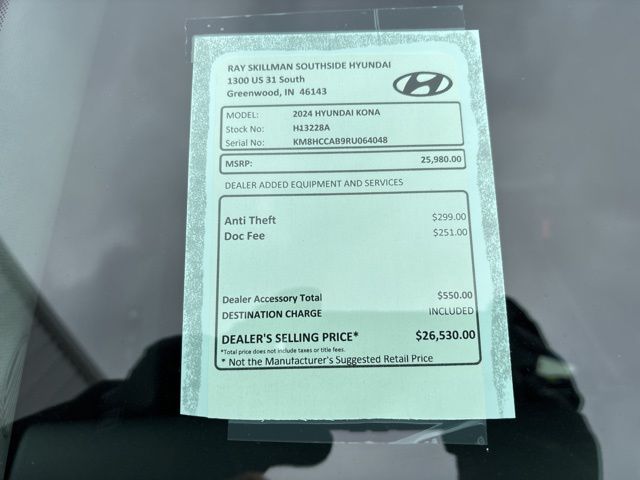 RAY SKILLMAN SOUTHSIDE HYUNDAI
1300 US 31 South
Greenwood, IN 46143
MODEL: 2024 HYUNDAI KONA
Stock No: H13228A
Serial No: KM8HCCAB9RU064048
MSRP: 25,980.00
DEALER ADDED EQUIPMENT AND SERVICES
Anti Theft $299.00
Doc Fee $251.00
Dealer Accessory Total $550.00
DESTINATION CHARGE INCLUDED
DEALER'S SELLING PRICE* $26,530.00
*Total price does not include taxes or title fees.
* Not the Manufacturer's Suggested Retail Price